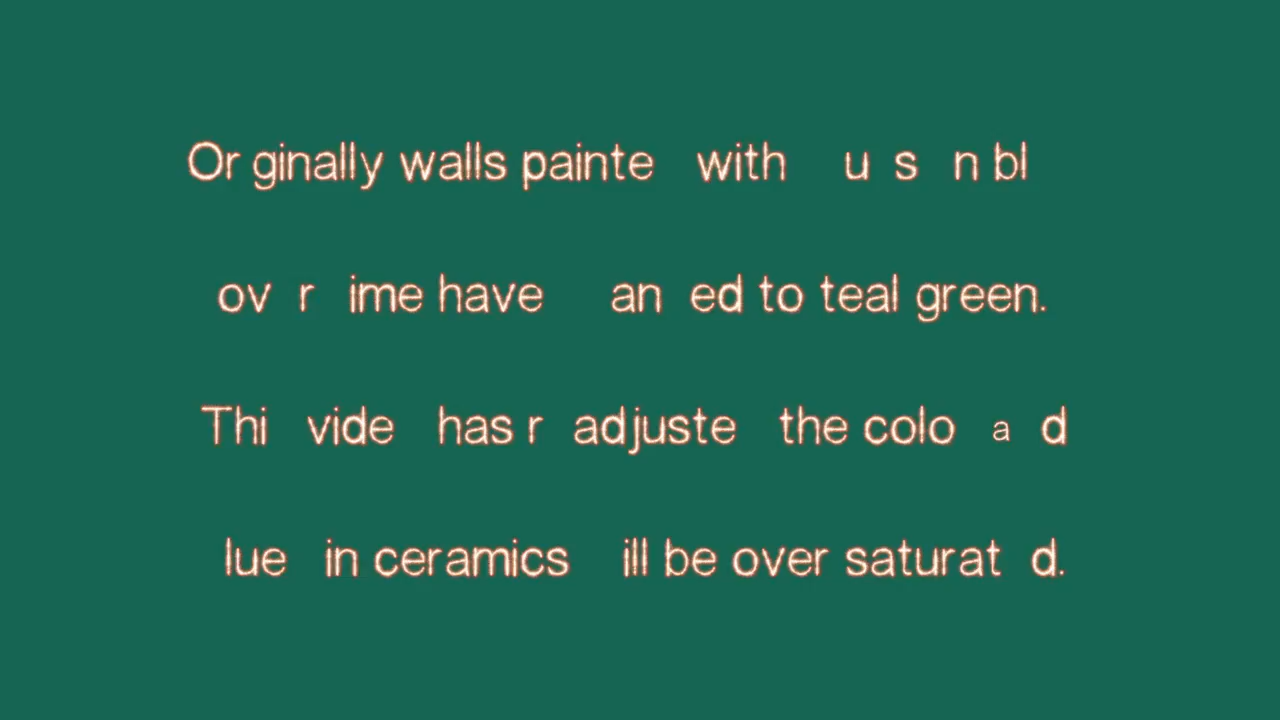 Or ginally walls painte with u s n bl
ov r ime have an ed to teal green.
Thi vide has r adjuste the colo a d
lue in ceramics ill be over saturat d.